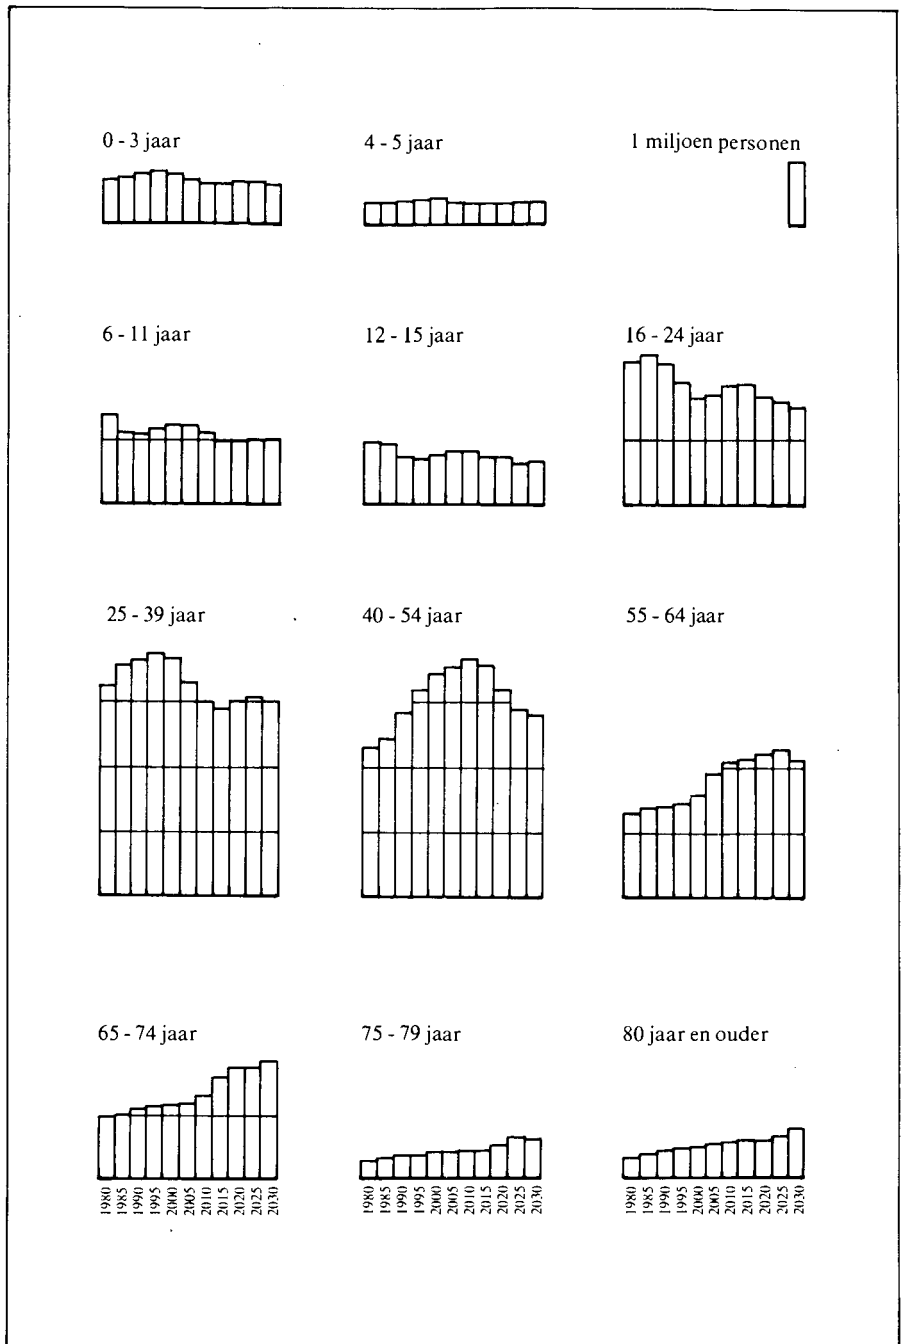 0 - 3 jaar
4 - 5 jaar
1 miljoen personen
6 - 11 jaar
12 - 15 jaar
16 - 24 jaar
25 - 39 jaar
40 - 54 jaar
55 - 64 jaar
65 - 74 jaar
75 - 79 jaar
80 jaar en ouder
1980 1985 1990 1995 2000 2005 2010 2015 2020 2025 2030
1980 1985 1990 1995 2000 2005 2010 2015 2020 2025 2030
1980 1985 1990 1995 2000 2005 2010 2015 2020 2025 2030